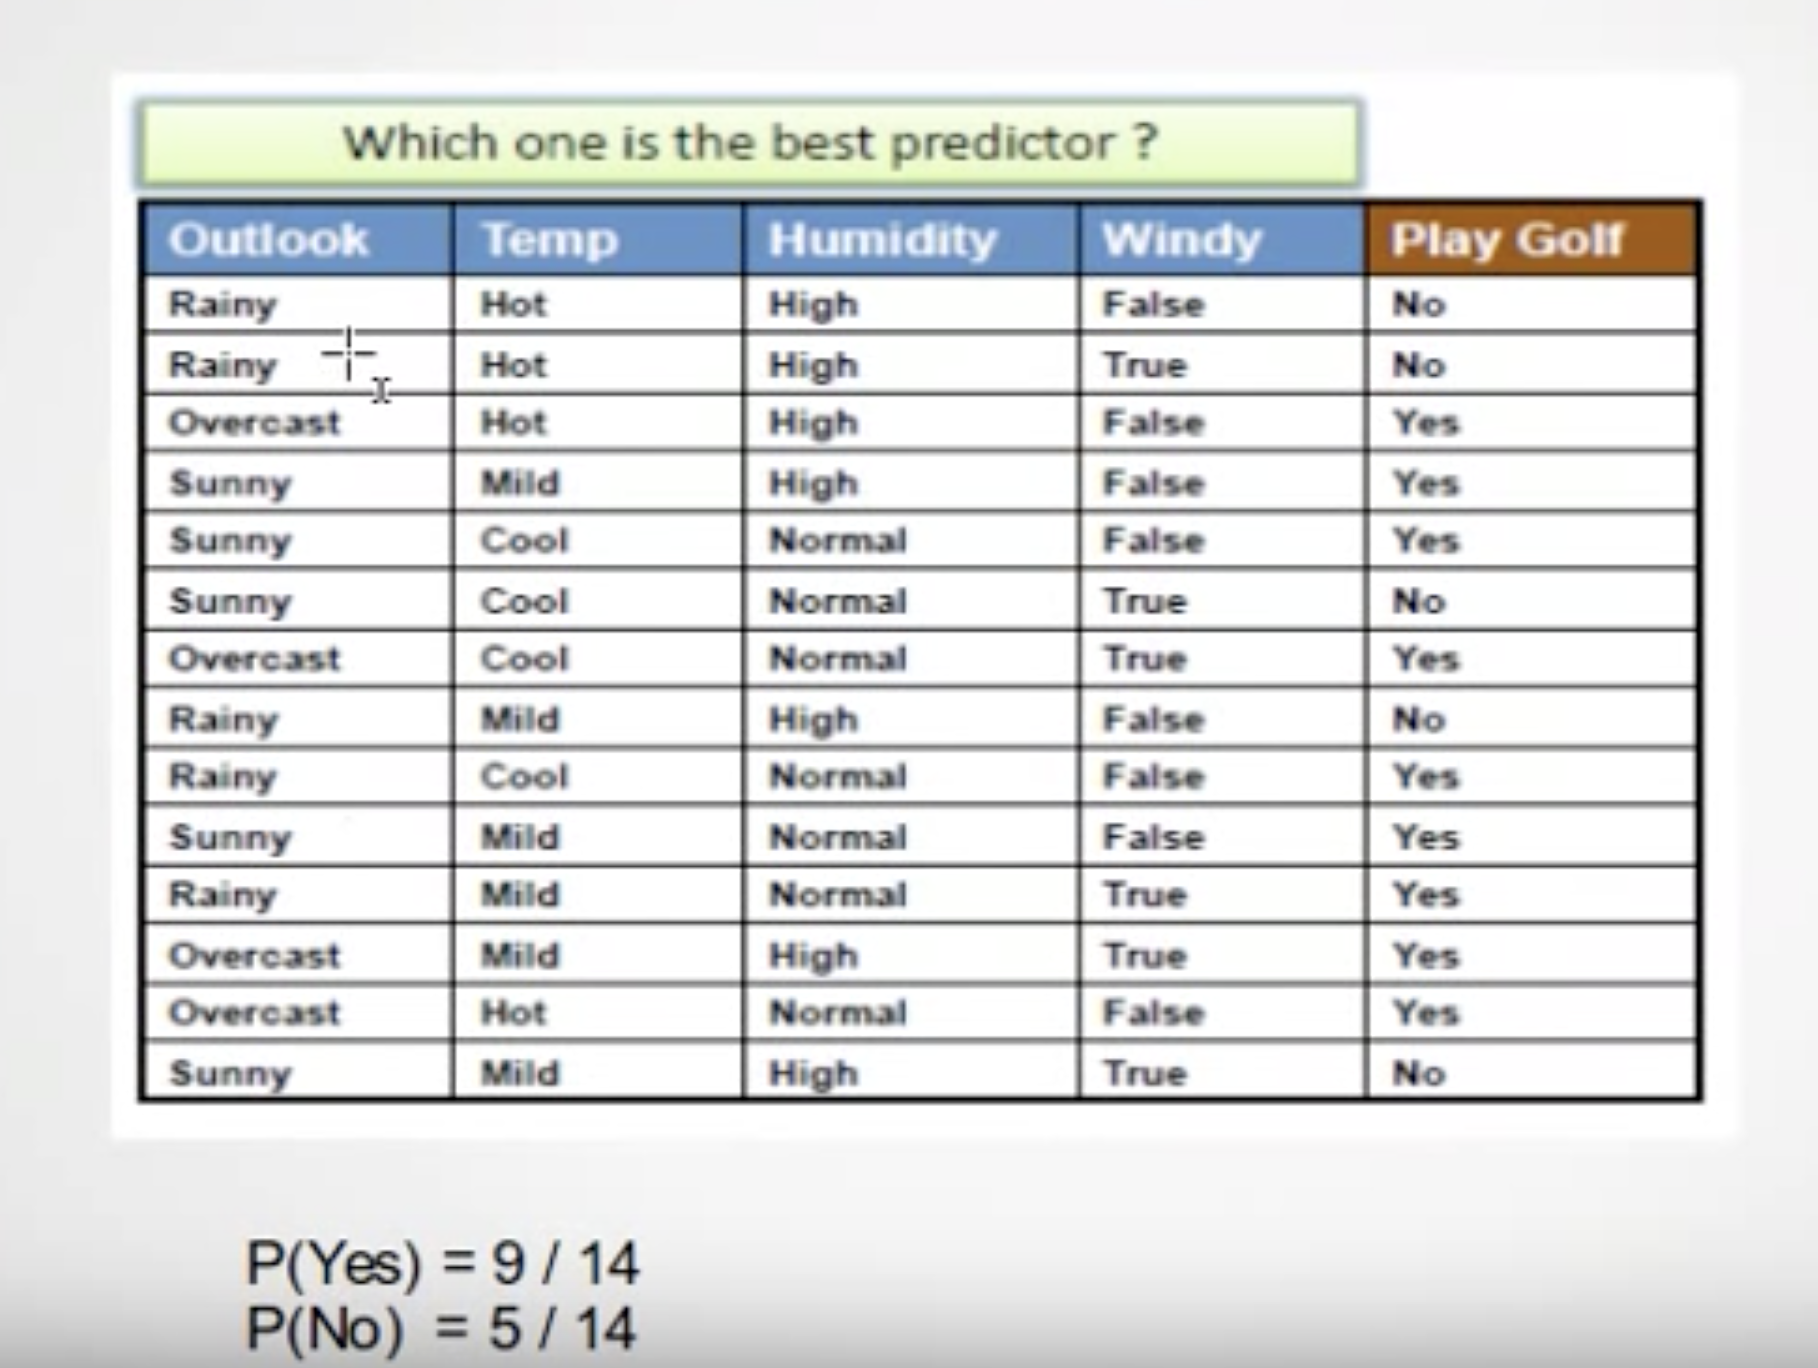 Which one is the best predictor ?
Outlook Temp Humidity Windy Play Golf
Rainy Hot High False No
Rainy Hot High True No
Overcast Hot High False Yes
Sunny Mild High False Yes
Sunny Cool Normal False Yes
Sunny Cool Normal True No
Overcast Cool Normal True Yes
Rainy Mild High False No
Rainy Cool Normal False Yes
Sunny Mild Normal False Yes
Rainy Mild Normal True Yes
Overcast Mild High True Yes
Overcast Hot Normal False Yes
Sunny Mild High True No
P(Yes) = 9 / 14
P(No) = 5 / 14